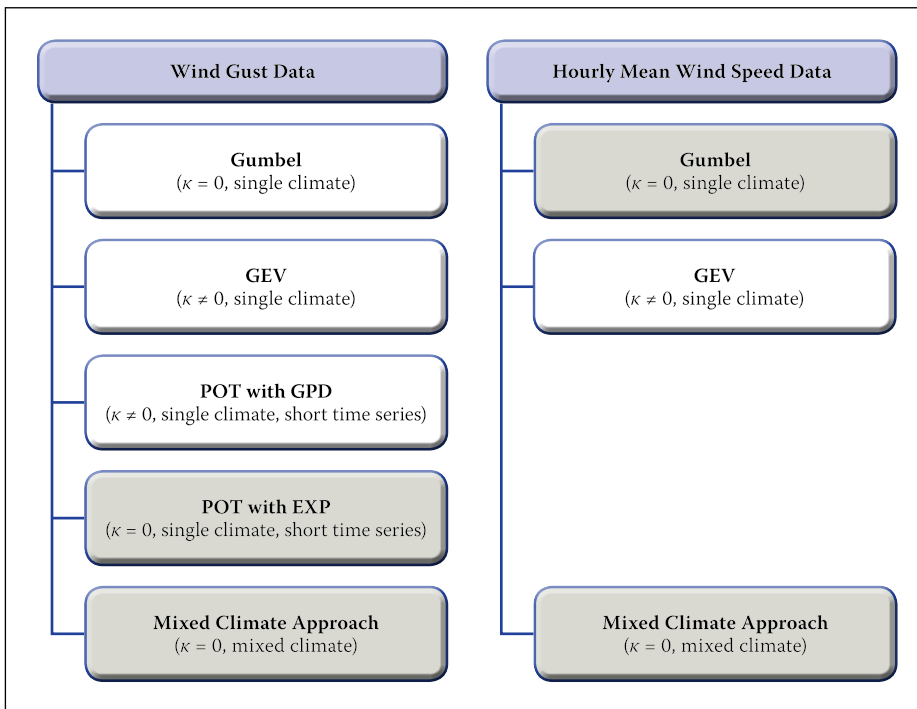 Wind Gust Data
Gumbel
(κ = 0, single climate)
GEV
(κ ≠ 0, single climate)
POT with GPD
(κ ≠ 0, single climate, short time series)
POT with EXP
(κ = 0, single climate, short time series)
Mixed Climate Approach
(κ = 0, mixed climate)
Hourly Mean Wind Speed Data
Gumbel
(κ = 0, single climate)
GEV
(κ ≠ 0, single climate)
Mixed Climate Approach
(κ = 0, mixed climate)